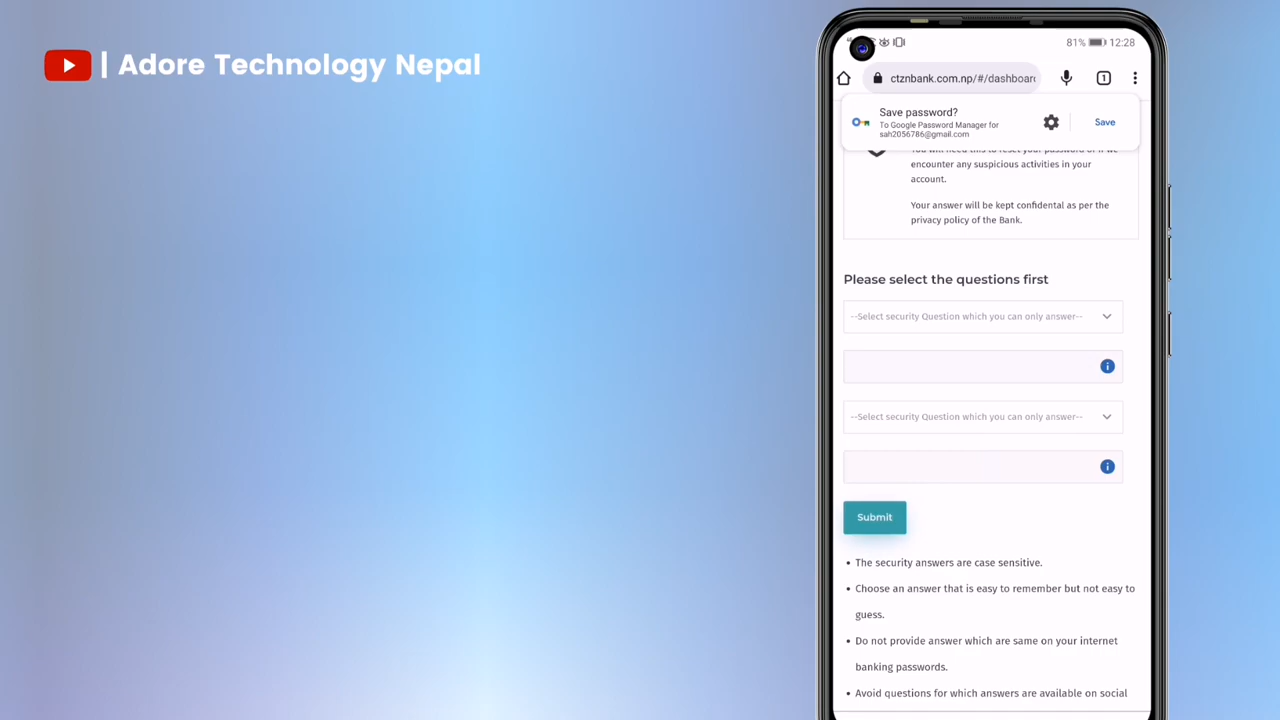 | Adore Technology Nepal
81% 12:28
ctznbank.com.np/#/dashboar
1
Save password?
To Google Password Manager for
sah2056786@gmail.com
Save
You will need this to reset your password or if we
encounter any suspicious activities in your
account.
Your answer will be kept confidental as per the
privacy policy of the Bank.
Please select the questions first
--Select security Question which you can only answer--
i
--Select security Question which you can only answer--
i
Submit
• The security answers are case sensitive.
• Choose an answer that is easy to remember but not easy to
guess.
• Do not provide answer which are same on your internet
banking passwords.
• Avoid questions for which answers are available on social